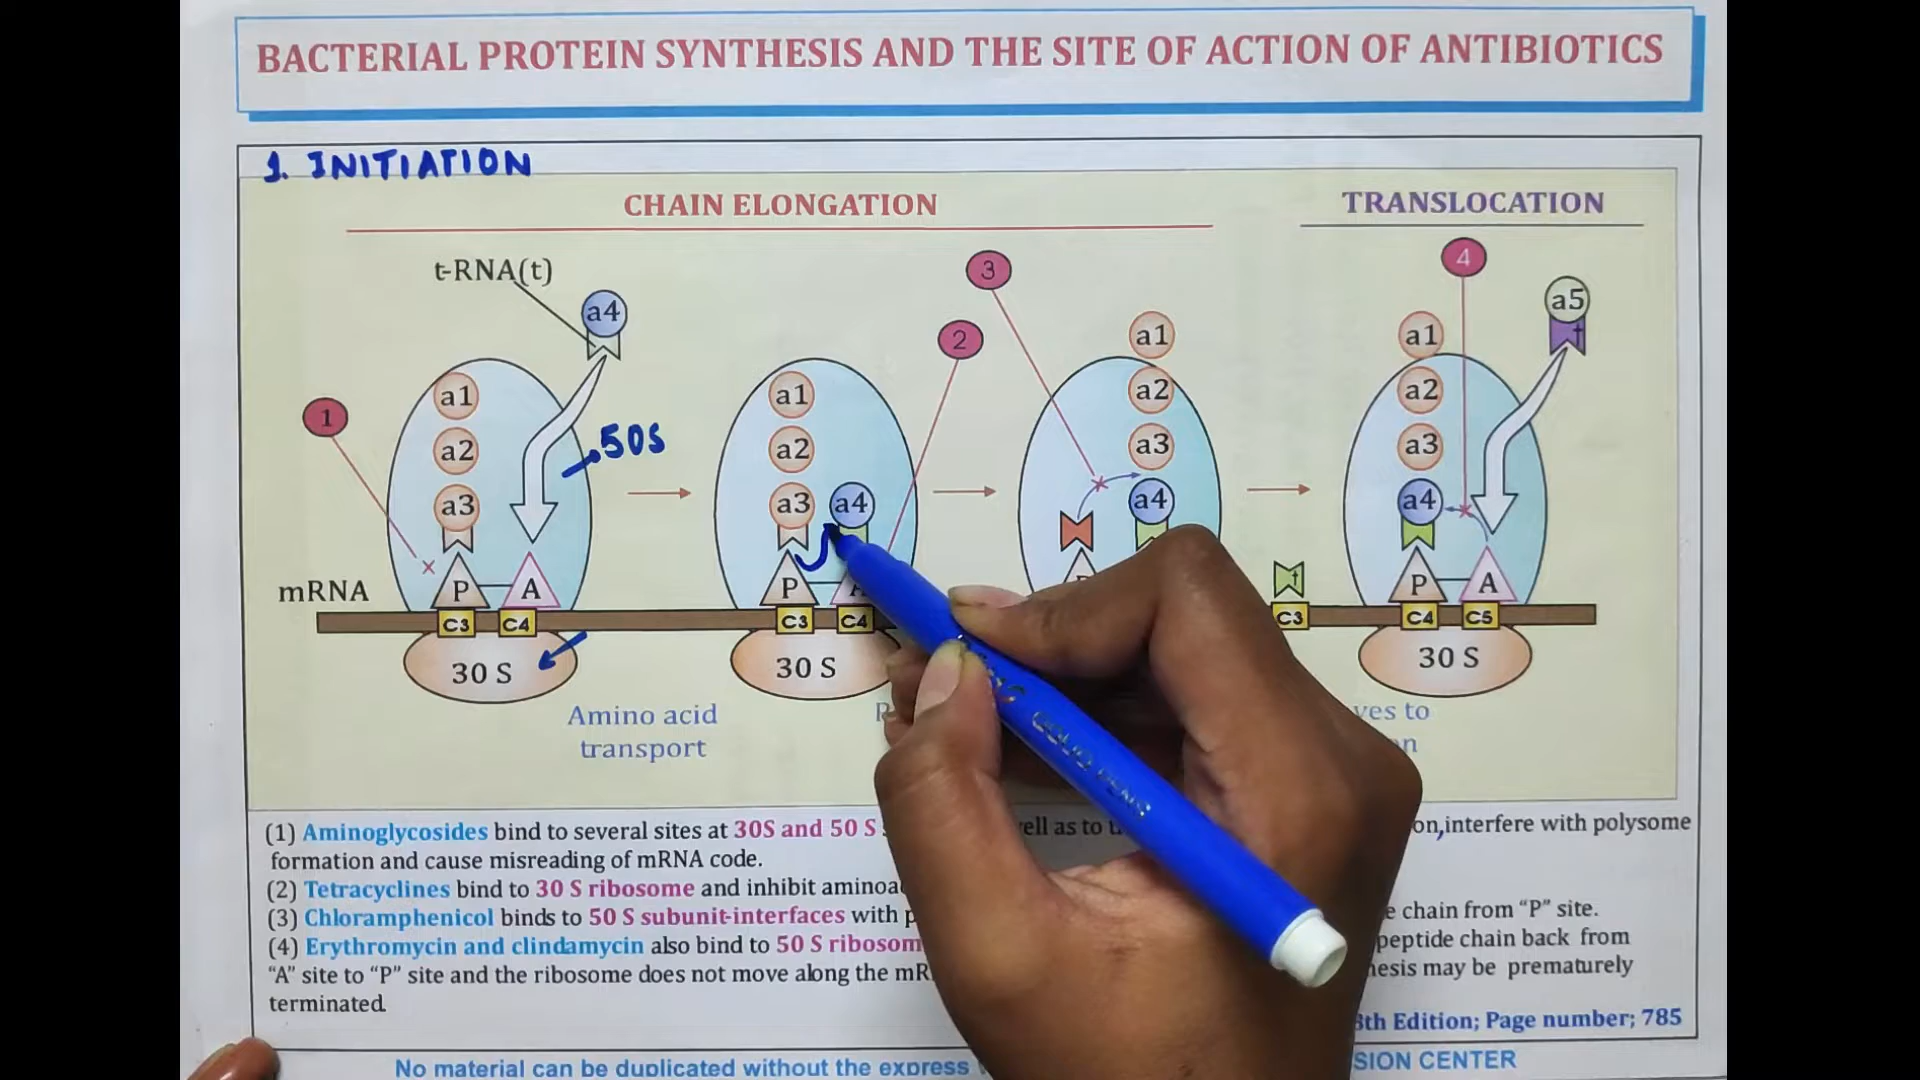 BACTERIAL PROTEIN SYNTHESIS AND THE SITE OF ACTION OF ANTIBIOTICS
1. INITIATION
CHAIN ELONGATION
TRANSLOCATION
t-RNA(t)
a4
1
a1
a2
a3
50S
mRNA
P A
C3 C4
30 S
Amino acid
transport
2
a1
a2
a3 a4
P A
C3 C4
30 S
3
a1
a2
a3
a4
4
a5
t
a1
a2
a3
a4
t
C3
P A
C4 C5
30 S
(1) Aminoglycosides bind to several sites at 30S and 50 S as to interfere with polysome
formation and cause misreading of mRNA code.
(2) Tetracyclines bind to 30 S ribosome and inhibit
(3) Chloramphenicol binds to 50 S subunit-interfaces with chain from “P” site.
(4) Erythromycin and clindamycin also bind to 50 S peptide chain back from
“A” site to “P” site and the ribosome does not move along the may be prematurely
terminated.
Edition; Page number; 785
No material can be duplicated without the express CENTER